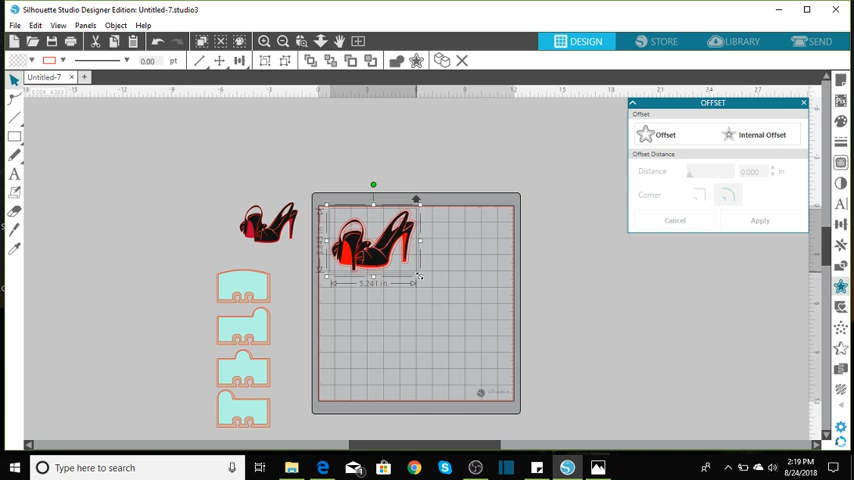 Silhouette Studio Designer Edition: Untitled-7.studio3
File Edit View Panels Object Help
DESIGN STORE LIBRARY SEND
0.00 pt
Untitled-7
OFFSET
Offset
Offset Internal Offset
Offset Distance
Distance 0.000 in
Corner
Cancel Apply
5.241 in
silhouette
Type here to search
2:19 PM
8/24/2018